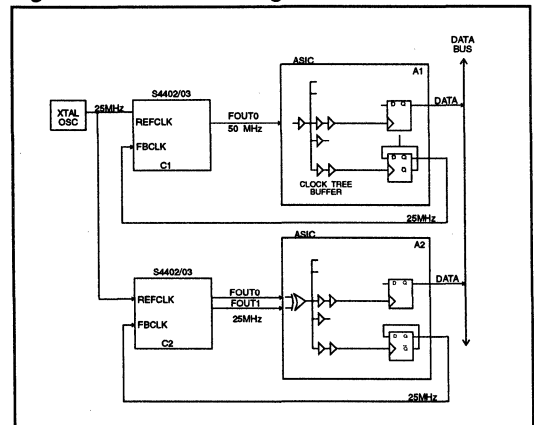 DATA
BUS
ASIC
A1
S4402/03
XTAL
OSC
25MHz
REFCLK
FOUT0
50 MHz
DATA
D Q
FBCLK
C1
CLOCK TREE
BUFFER
25MHz
ASIC
A2
S4402/03
FOUT0
REFCLK
FOUT1
25MHz
DATA
D Q
FBCLK
C2
25MHz